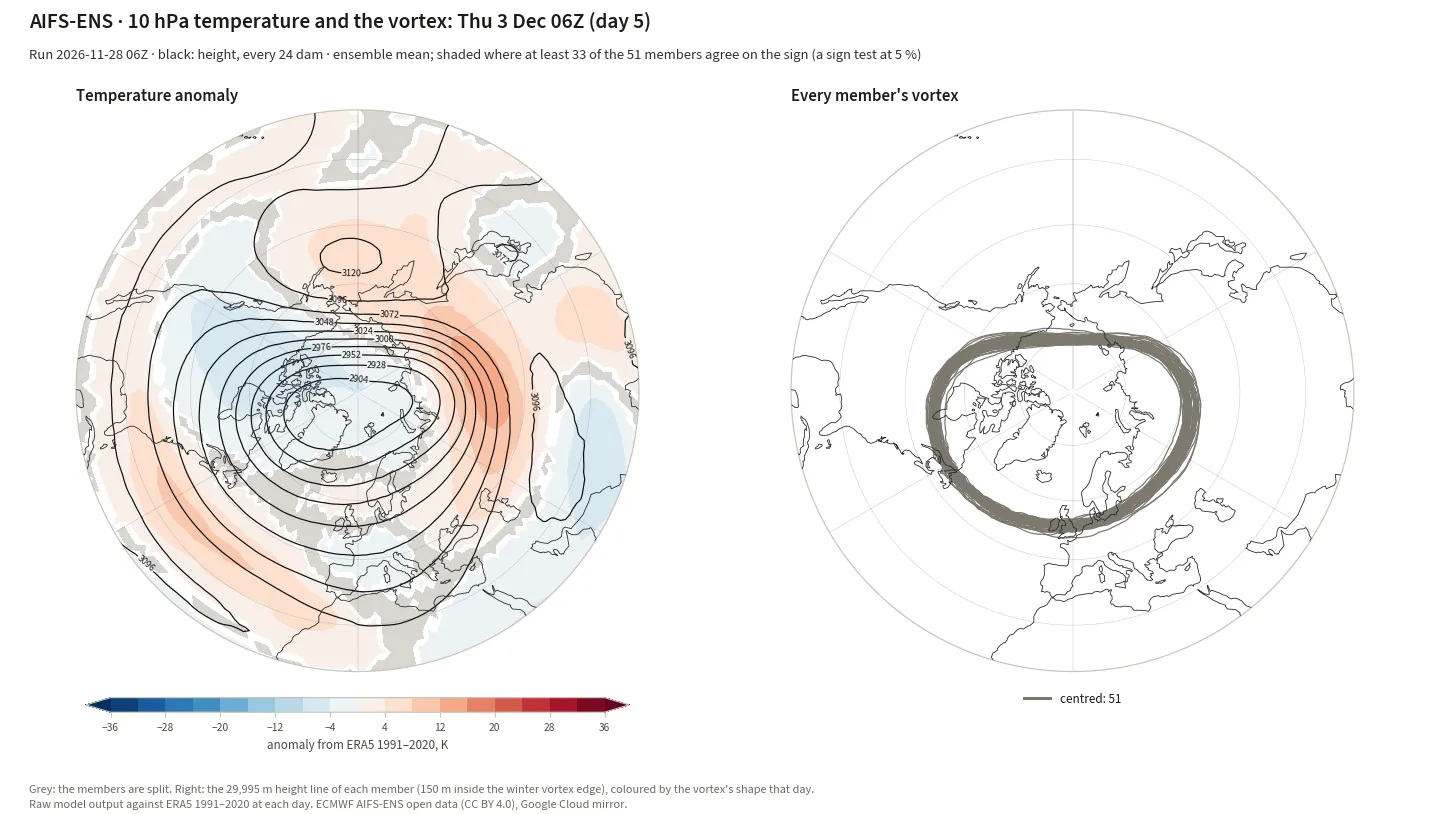 AIFS-ENS · 10 hPa temperature and the vortex: Thu 3 Dec 06Z (day 5)
Run 2026-11-28 06Z · black: height, every 24 dam · ensemble mean; shaded where at least 33 of the 51 members agree on the sign (a sign test at 5 %)
Temperature anomaly
Every member's vortex
3072
3120
3096
3072
3048
3024
3000
2976
2952
2928
2904
3096
3096
3096
−36 −28 −20 −12 −4 4 12 20 28 36
anomaly from ERA5 1991–2020, K
centred: 51
Grey: the members are split. Right: the 29,995 m height line of each member (150 m inside the winter vortex edge), coloured by the vortex's shape that day.
Raw model output against ERA5 1991–2020 at each day. ECMWF AIFS-ENS open data (CC BY 4.0), Google Cloud mirror.